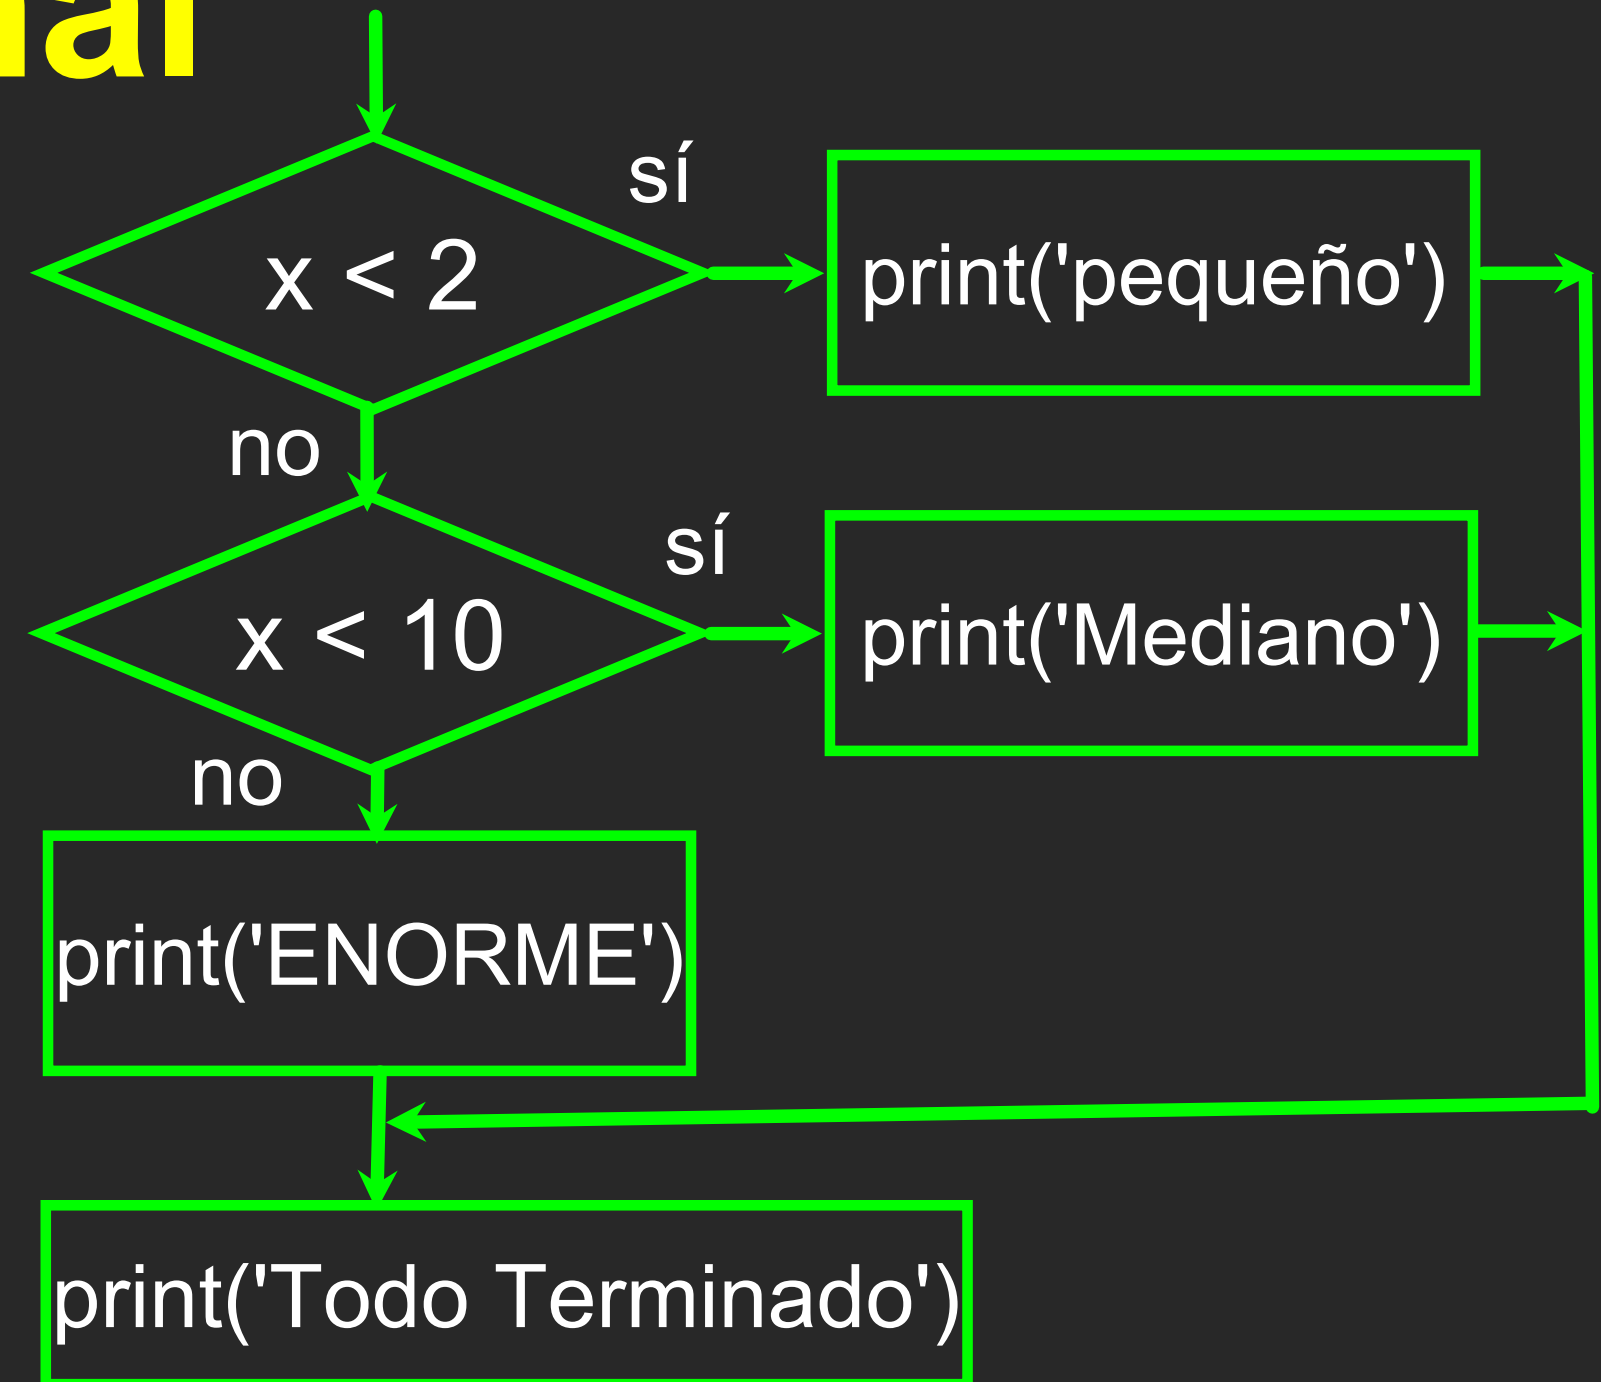 sí
x < 2
print('pequeño')
no
sí
x < 10
print('Mediano')
no
print('ENORME')
print('Todo Terminado')